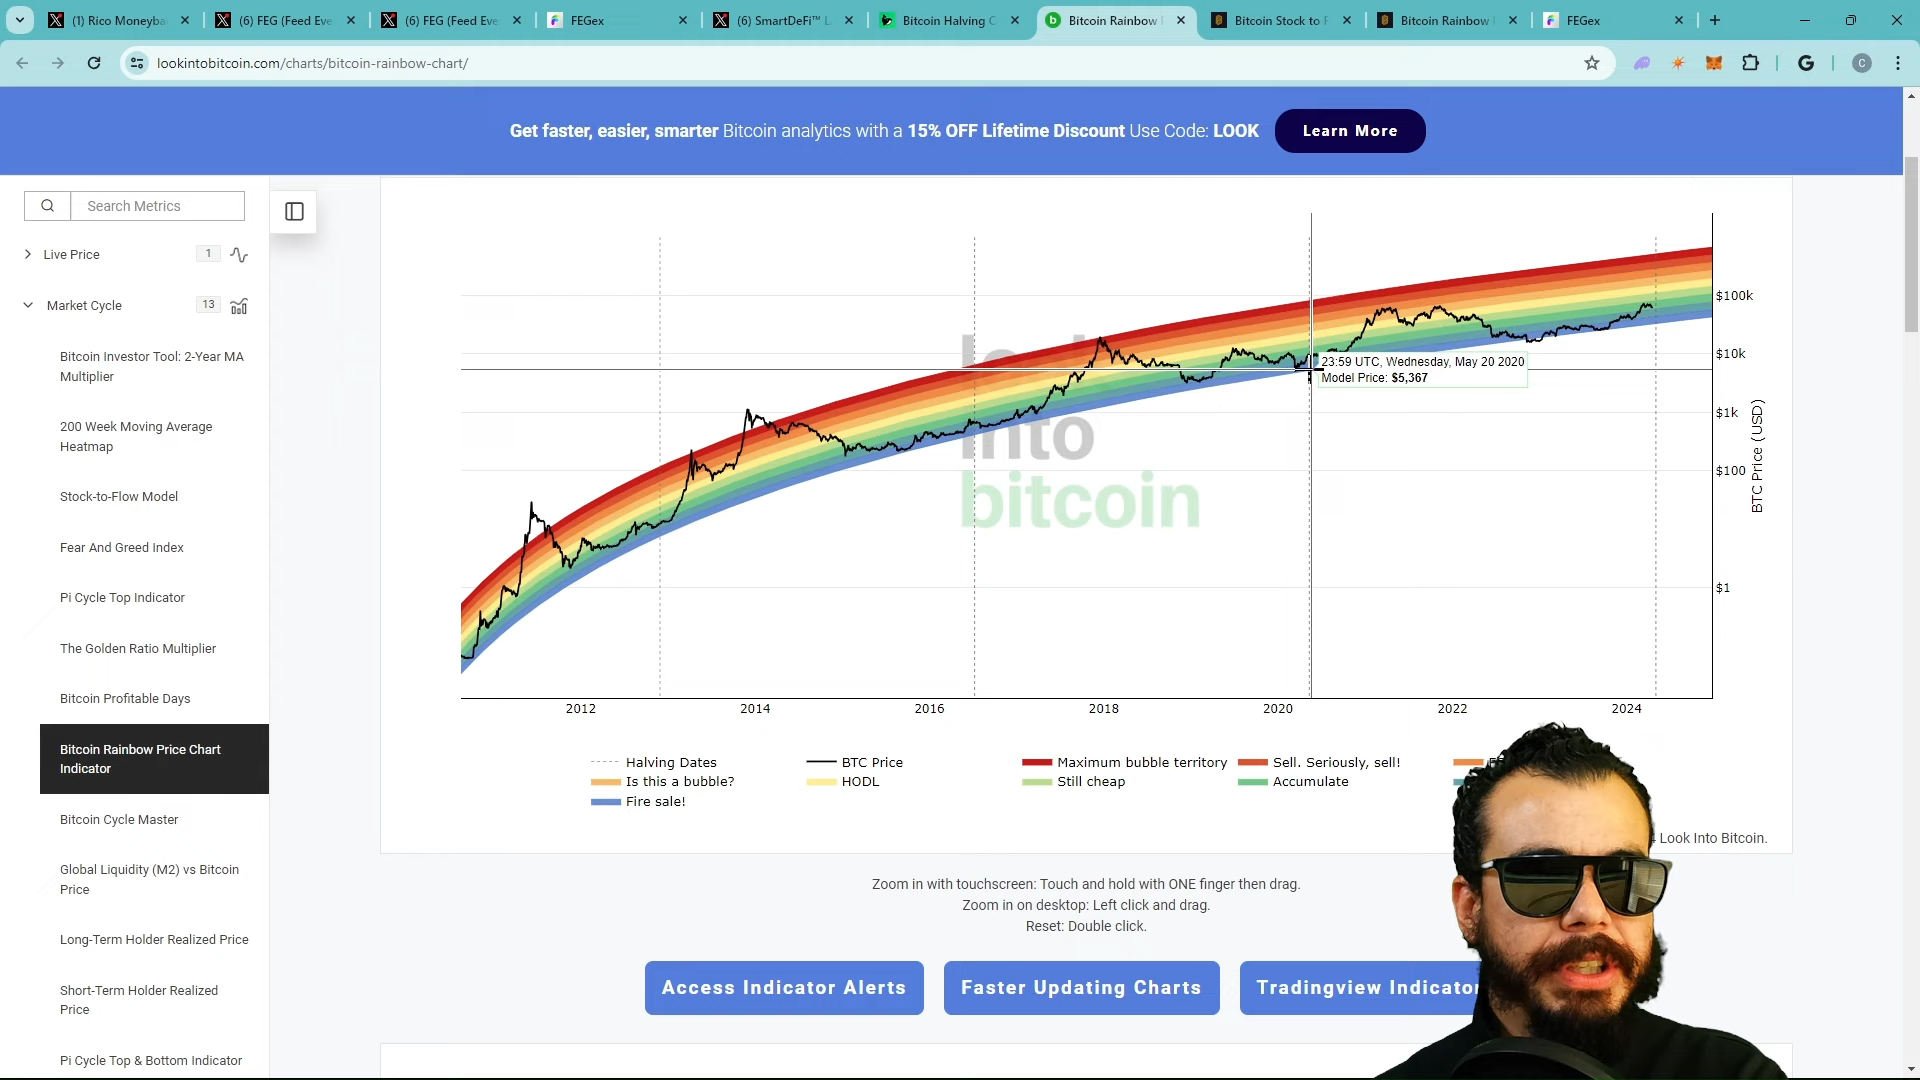 (1) Rico Moneyba
(6) FEG (Feed Eve
(6) FEG (Feed Eve
FEGex
(6) SmartDeFi™ L
Bitcoin Halving C
Bitcoin Rainbow
Bitcoin Stock to F
Bitcoin Rainbow
FEGex
lookintobitcoin.com/charts/bitcoin-rainbow-chart/
G
C
Get faster, easier, smarter Bitcoin analytics with a 15% OFF Lifetime Discount Use Code: LOOK
Learn More
Search Metrics
Live Price 1
Market Cycle 13
Bitcoin Investor Tool: 2-Year MA
Multiplier
200 Week Moving Average
Heatmap
Stock-to-Flow Model
Fear And Greed Index
Pi Cycle Top Indicator
The Golden Ratio Multiplier
Bitcoin Profitable Days
Bitcoin Rainbow Price Chart
Indicator
Bitcoin Cycle Master
Global Liquidity (M2) vs Bitcoin
Price
Long-Term Holder Realized Price
Short-Term Holder Realized
Price
Pi Cycle Top & Bottom Indicator
into
bitcoin
23:59 UTC, Wednesday, May 20 2020
Model Price: $5,367
$100k
$10k
$1k
$100
$1
BTC Price (USD)
2012
2014
2016
2018
2020
2022
2024
Halving Dates
BTC Price
Maximum bubble territory
Sell. Seriously, sell!
Is this a bubble?
HODL
Still cheap
Accumulate
Fire sale!
Look Into Bitcoin.
Zoom in with touchscreen: Touch and hold with ONE finger then drag.
Zoom in on desktop: Left click and drag.
Reset: Double click.
Access Indicator Alerts
Faster Updating Charts
Tradingview Indicator